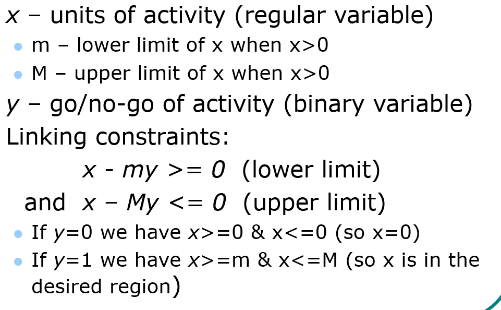 x – units of activity (regular variable)
• m – lower limit of x when x>0
• M – upper limit of x when x>0
y – go/no-go of activity (binary variable)
Linking constraints:
x - my >= 0 (lower limit)
and x – My <= 0 (upper limit)
• If y=0 we have x>=0 & x<=0 (so x=0)
• If y=1 we have x>=m & x<=M (so x is in the
desired region)